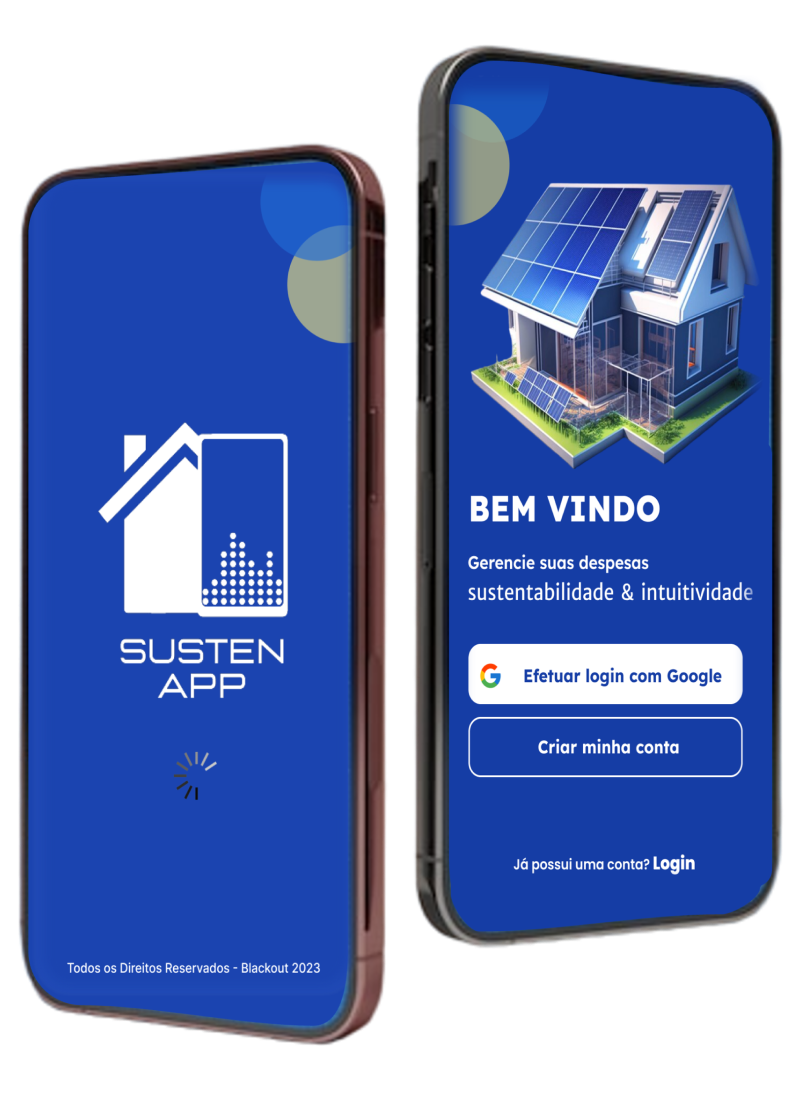 SUSTEN
APP
Todos os Direitos Reservados - Blackout 2023
BEM VINDO
Gerencie suas despesas
sustentabilidade & intuitividade
Efetuar login com Google
Criar minha conta
Já possui uma conta? Login